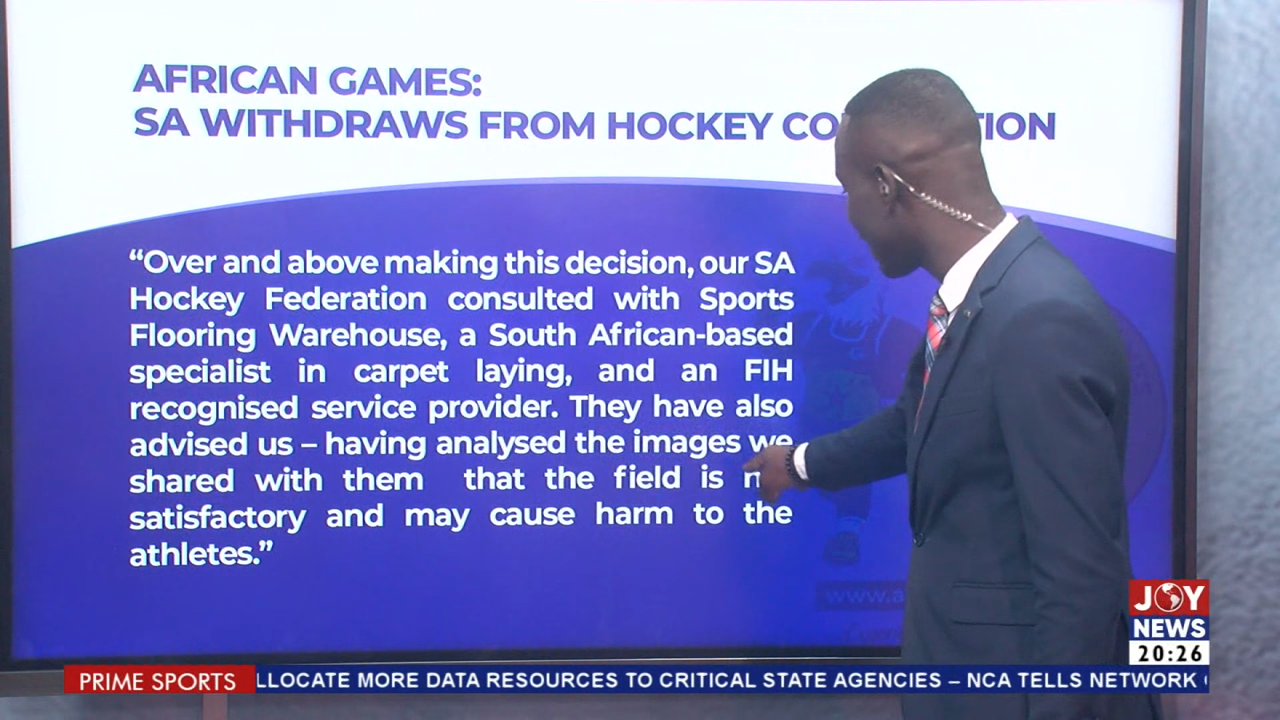 AFRICAN GAMES:
SA WITHDRAWS FROM HOCKEY
“Over and above making this decision, our SA
Hockey Federation consulted with Sports
Flooring Warehouse, a South African-based
specialist in carpet laying, and an FIH
recognised service provider. They have also
advised us – having analysed the images we
shared with them that the field is
satisfactory and may cause harm to the
athletes.”
JOY
NEWS
20:26
PRIME SPORTS
LLOCATE MORE DATA RESOURCES TO CRITICAL STATE AGENCIES – NCA TELLS NETWORK